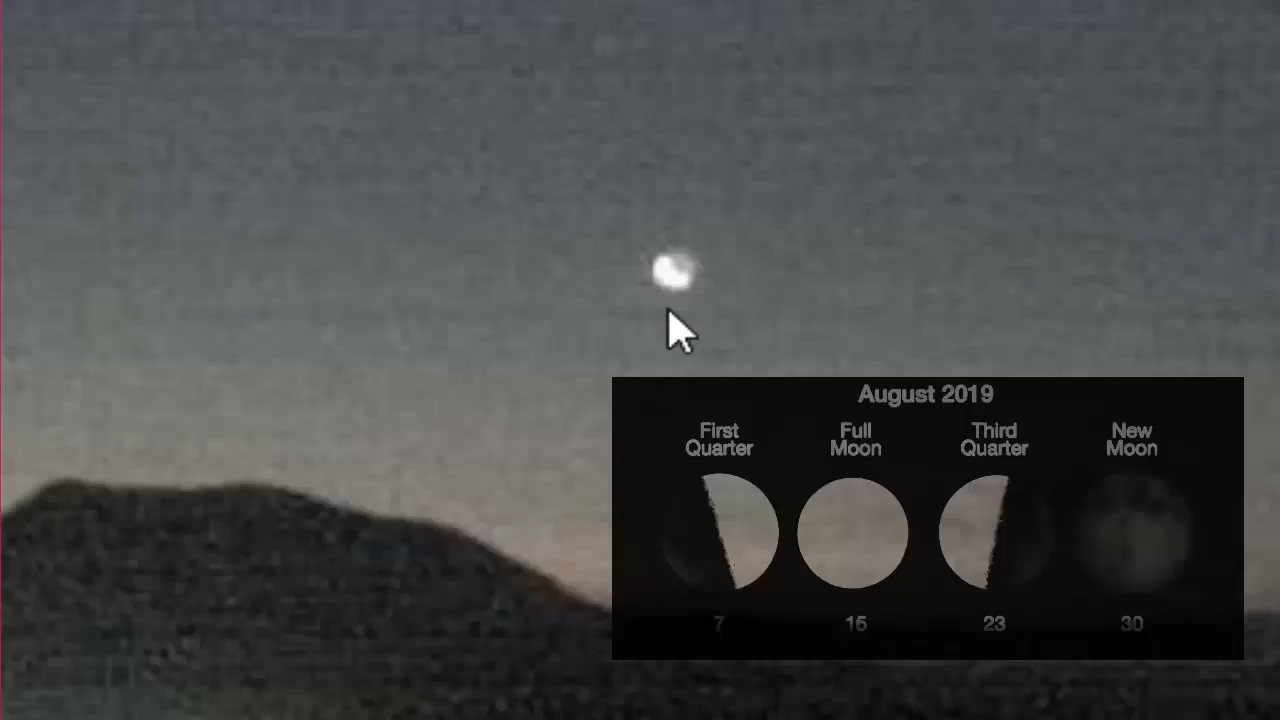 August 2019
First
Quarter
Full
Moon
Third
Quarter
New
Moon
7
15
23
30